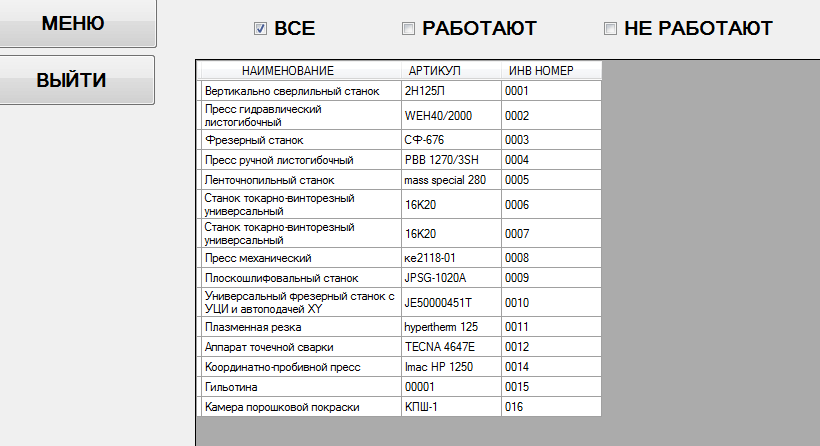 МЕНЮ
ВСЕ РАБОТАЮТ НЕ РАБОТАЮТ
ВЫЙТИ
НАИМЕНОВАНИЕ АРТИКУЛ ИНВ НОМЕР
Вертикально сверлильный станок 2Н125Л 0001
Пресс гидравлический
листогибочный WEH40/2000 0002
Фрезерный станок СФ-676 0003
Пресс ручной листогибочный PBB 1270/3SH 0004
Ленточнопильный станок mass special 280 0005
Станок токарно-винторезный
универсальный 16К20 0006
Станок токарно-винторезный
универсальный 16К20 0007
Пресс механический ке2118-01 0008
Плоскошлифовальный станок JPSG-1020A 0009
Универсальный фрезерный станок с
УЦИ и автоподачей XY JE50000451T 0010
Плазменная резка hypertherm 125 0011
Аппарат точечной сварки TECNA 4647E 0012
Координатно-пробивной пресс Imac HP 1250 0014
Гильотина 00001 0015
Камера порошковой покраски КПШ-1 016